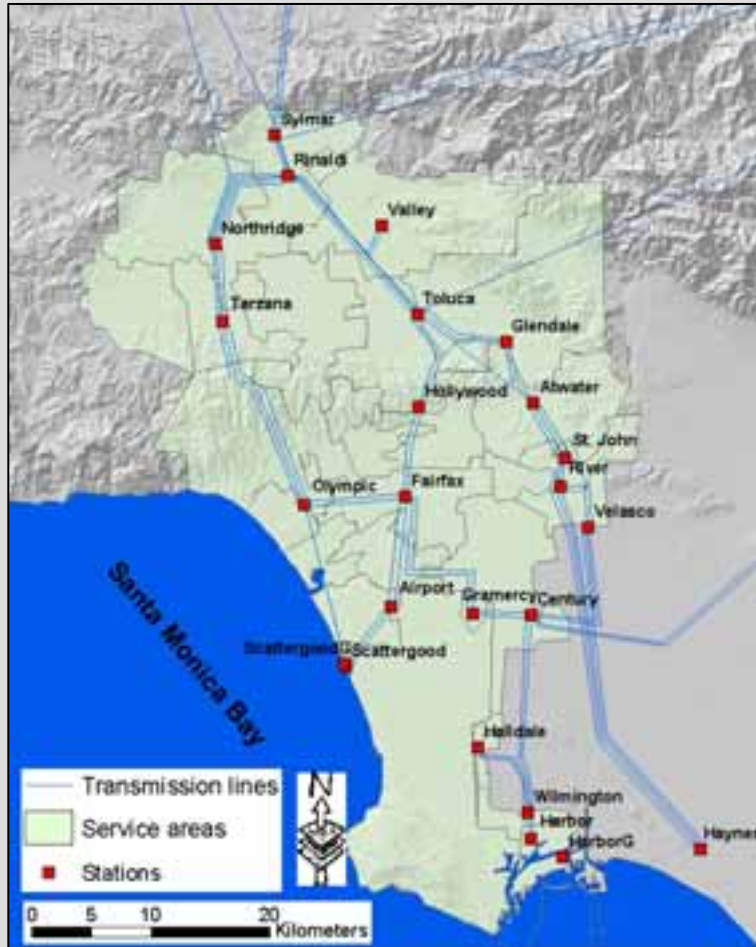 Sylmar
Rinaldi
Valley
Northridge
Toluca
Tarzana
Glendale
Hollywood
Atwater
St. John
River
Olympic
Fairfax
Velasco
Airport
Gramercy
Century
ScattergoodG
Scattergood
Santa Monica Bay
Halldale
Wilmington
Harbor
HarborG
Haynes
Transmission lines
Service areas
Stations
N
0 5 10 20
Kilometers